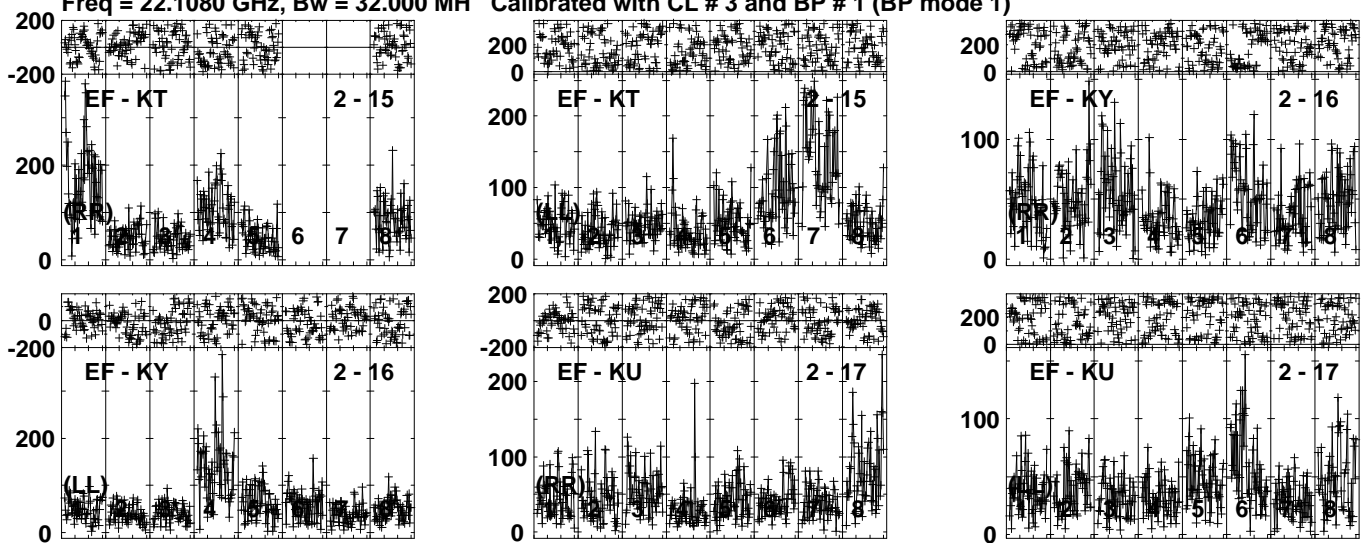 Freq = 22.1080 GHz, Bw = 32.000 MH Calibrated with CL # 3 and BP # 1 (BP mode 1)
200
-200
EF - KT 2 - 15
200
0
(RR)
1 2 3 4 5 6 7 8
200
0
EF - KT 2 - 15
200
100
0
(LL)
1 2 3 4 5 6 7 8
200
0
EF - KY 2 - 16
100
0
(RR)
1 2 3 4 5 6 7 8
0
-200
EF - KY 2 - 16
200
0
(LL)
1 2 3 4 5 6 7 8
200
-200
EF - KU 2 - 17
200
100
0
(RR)
1 2 3 4 5 6 7 8
200
0
EF - KU 2 - 17
100
0
(LL)
1 2 3 4 5 6 7 8